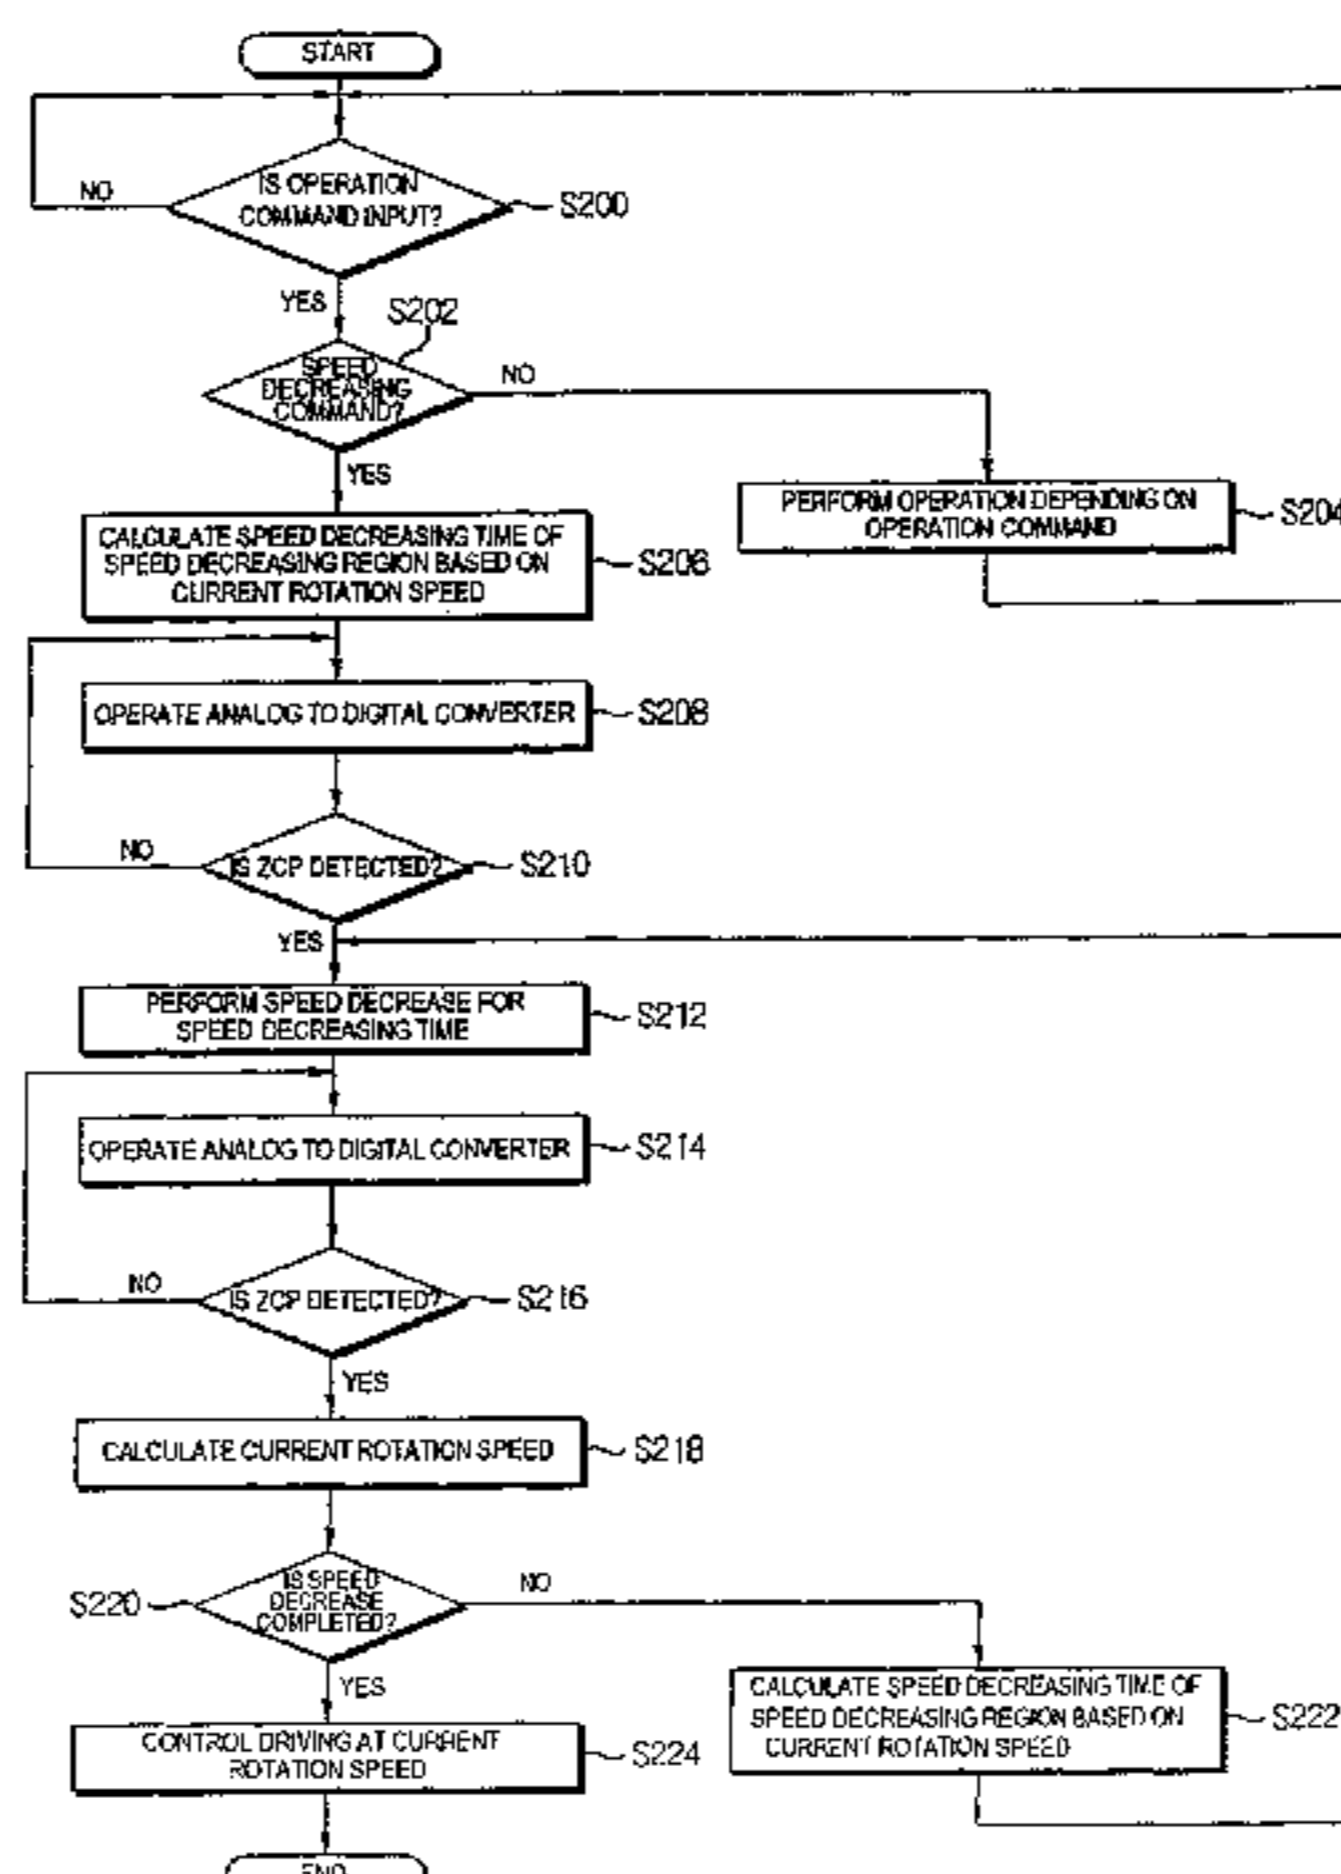 START
NO
IS OPERATION
COMMAND INPUT?
S200
YES
S202
SPEED
DECREASING
COMMAND?
NO
YES
PERFORM OPERATION DEPENDING ON
OPERATION COMMAND
S204
CALCULATE SPEED DECREASING TIME OF
SPEED DECREASING REGION BASED ON
CURRENT ROTATION SPEED
S206
OPERATE ANALOG TO DIGITAL CONVERTER
S208
NO
IS ZCP DETECTED?
S210
YES
PERFORM SPEED DECREASE FOR
SPEED DECREASING TIME
S212
OPERATE ANALOG TO DIGITAL CONVERTER
S214
NO
IS ZCP DETECTED?
S216
YES
CALCULATE CURRENT ROTATION SPEED
S218
S220
IS SPEED
DECREASE
COMPLETED?
NO
YES
CALCULATE SPEED DECREASING TIME OF
SPEED DECREASING REGION BASED ON
CURRENT ROTATION SPEED
S222
CONTROL DRIVING AT CURRENT
ROTATION SPEED
S224
END